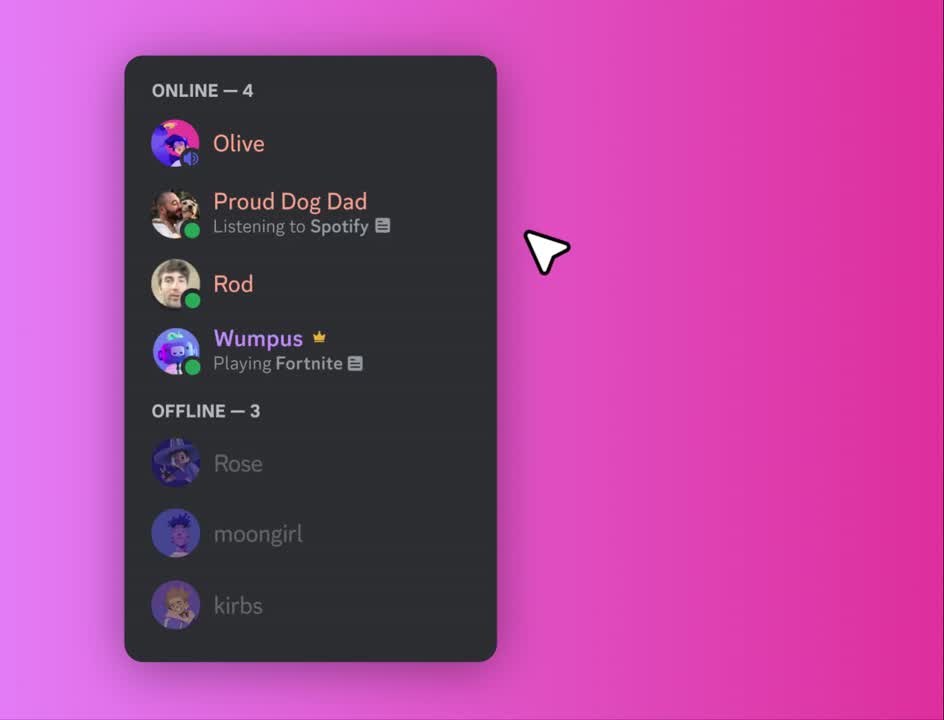 ONLINE — 4
Olive
Proud Dog Dad
Listening to Spotify
Rod
Wumpus
Playing Fortnite
OFFLINE — 3
Rose
moongirl
kirbs